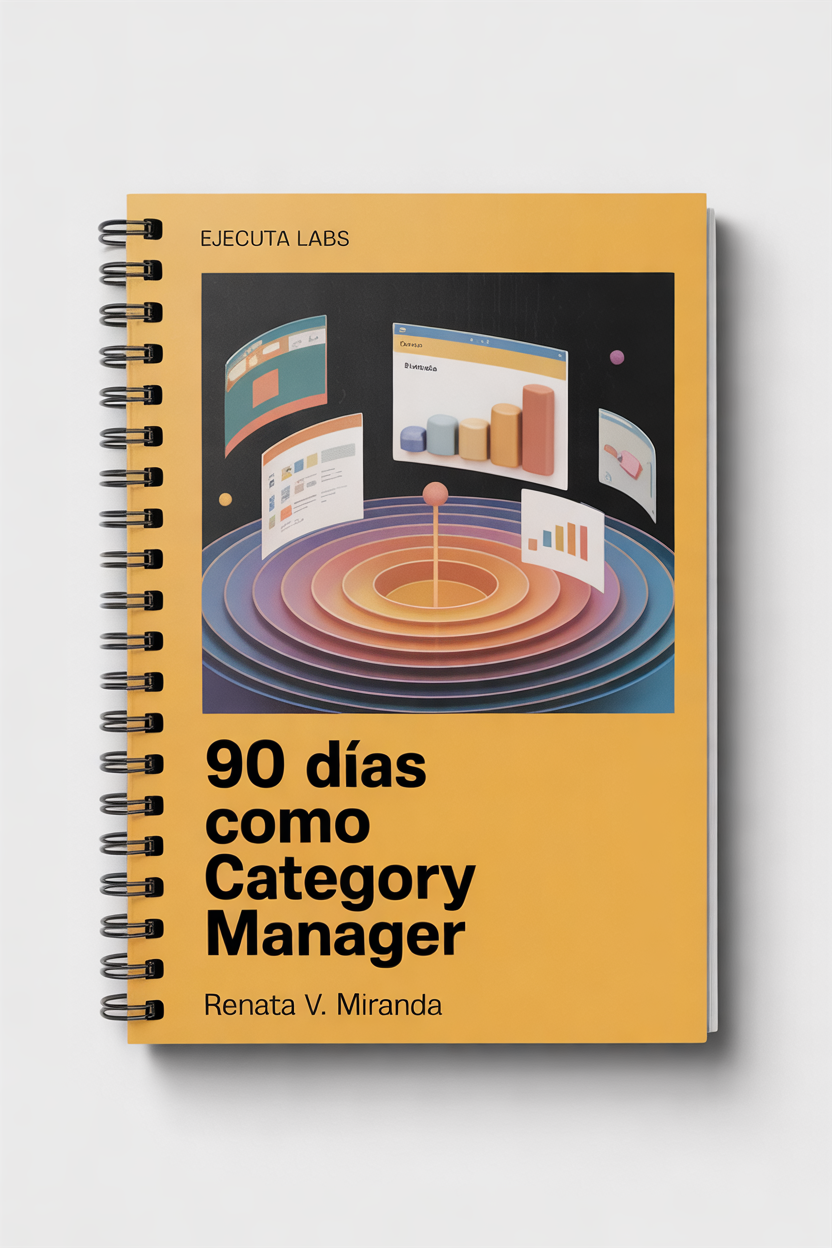 EJECUTA LABS
90 días
como
Category
Manager
Renata V. Miranda